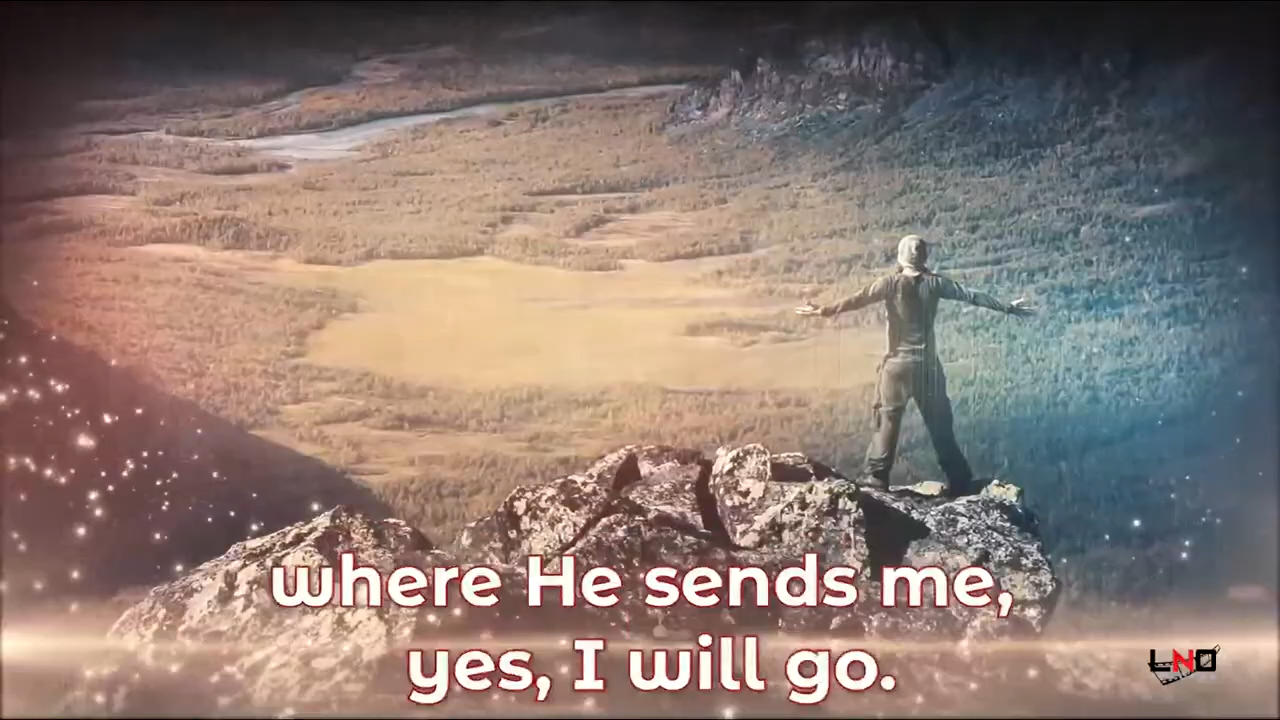 where He sends me,
yes, I will go.
LNO